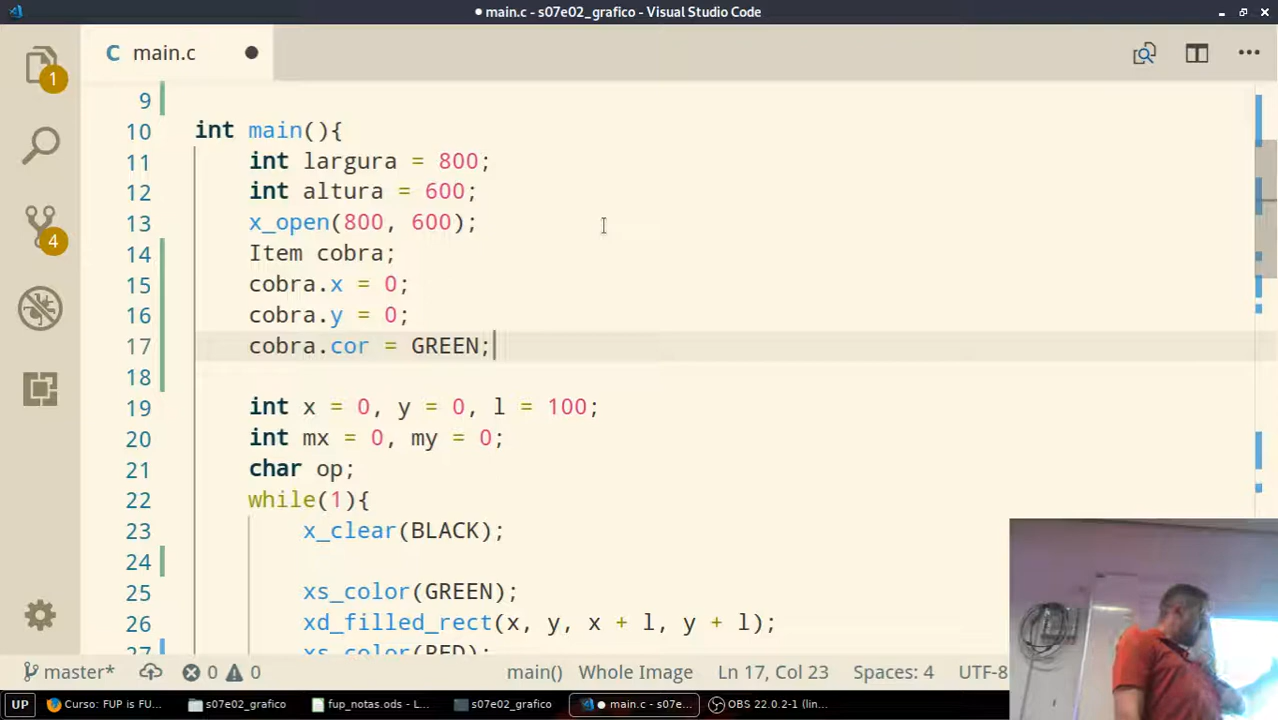 ● main.c - s07e02_grafico - Visual Studio Code
C main.c ●
1
4
9
10 int main(){
11 int largura = 800;
12 int altura = 600;
13 x_open(800, 600);
14 Item cobra;
15 cobra.x = 0;
16 cobra.y = 0;
17 cobra.cor = GREEN;
18
19 int x = 0, y = 0, l = 100;
20 int mx = 0, my = 0;
21 char op;
22 while(1){
23 x_clear(BLACK);
24
25 xs_color(GREEN);
26 xd_filled_rect(x, y, x + l, y + l);
27 xs_color(RED);
master* 0 0 main() Whole Image Ln 17, Col 23 Spaces: 4 UTF-8
UP Curso: FUP is FU... s07e02_grafico fup_notas.ods - L... s07e02_grafico ● main.c - s07e... OBS 22.0.2-1 (lin...